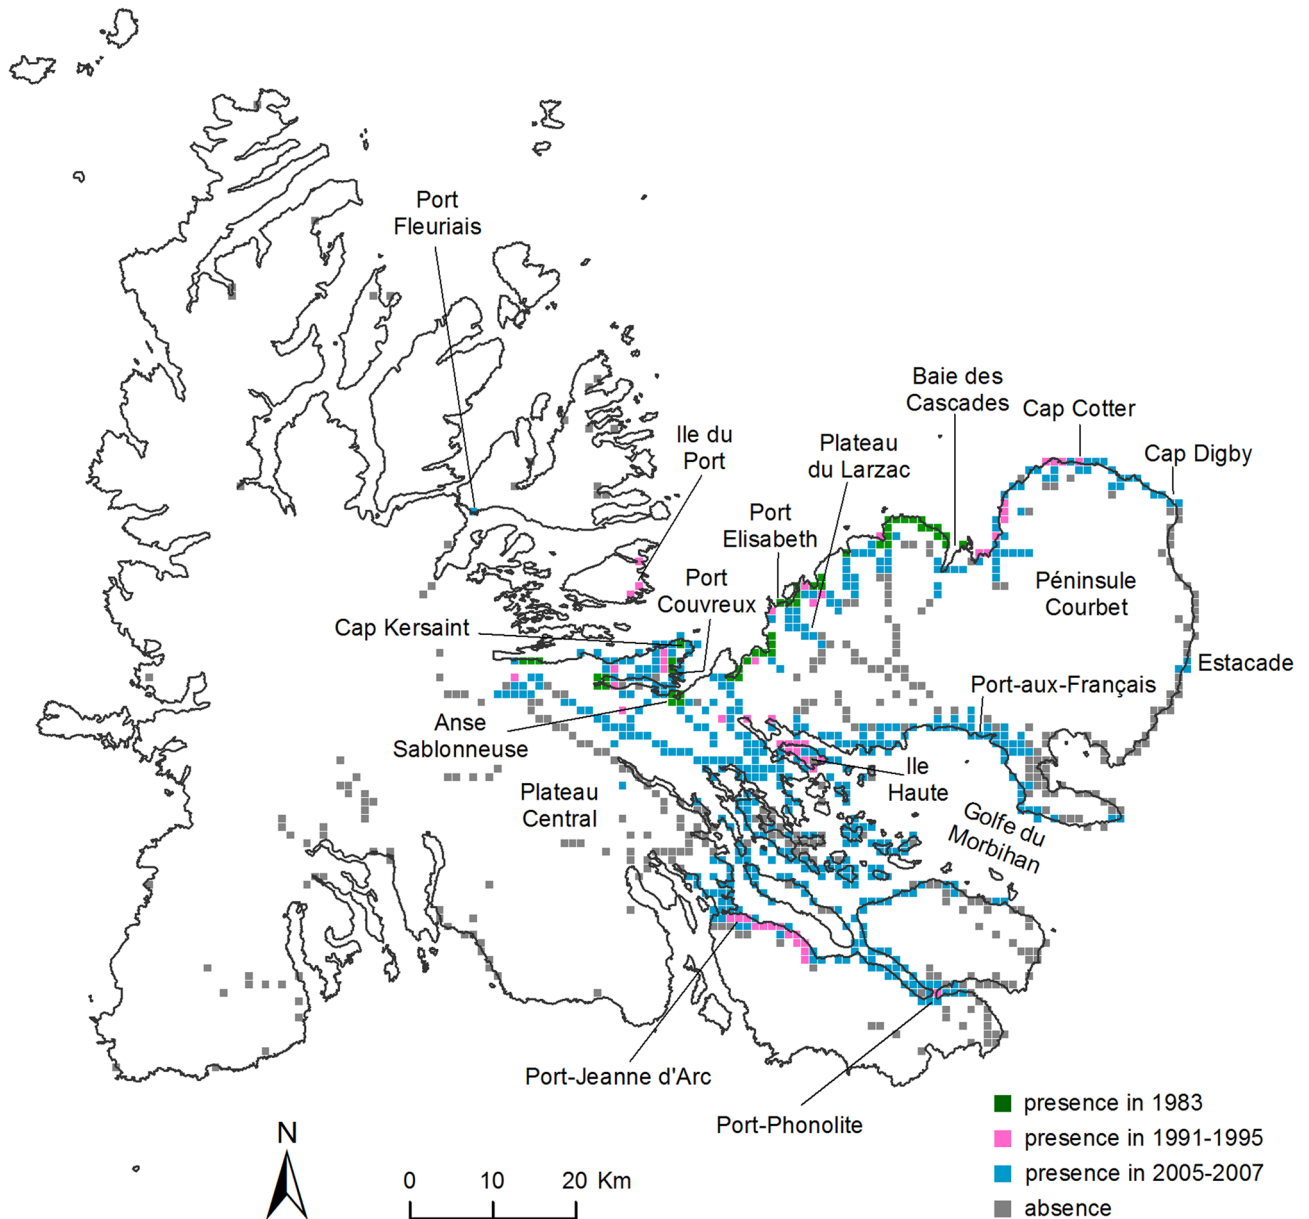 Port
Fleuriais
Baie des
Cascades
Cap Cotter
Ile du
Port
Plateau
du Larzac
Cap Digby
Port
Elisabeth
Port
Couvreux
Péninsule
Courbet
Cap Kersaint
Estacade
Port-aux-Français
Anse
Sablonneuse
Ile
Haute
Plateau
Central
Golfe du
Morbihan
Port-Jeanne d'Arc
Port-Phonolite
presence in 1983
presence in 1991-1995
presence in 2005-2007
absence
N
0 10 20 Km